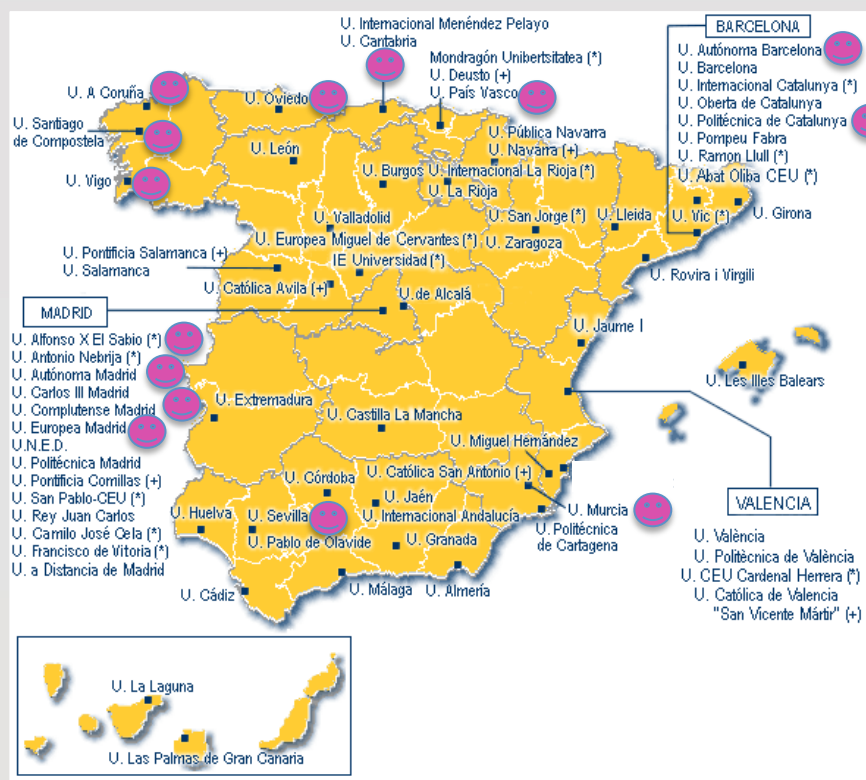 U. Internacional Menéndez Pelayo
U. Cantabria
Mondragón Unibertsitatea (*)
U. Deusto (+)
U. País Vasco
U. A Coruña
U. Oviedo
U. Santiago
de Compostela
U. León
U. Vigo
U. Pública Navarra
U. Navarra (+)
U. Burgos
U. Internacional La Rioja (*)
U. La Rioja
U. Valladolid
U. San Jorge (*)
U. Zaragoza
U. Lleida
U. Europea Miguel de Cervantes (*)
IE Universidad (*)
U. Pontificia Salamanca (+)
U. Salamanca
U. Católica Avila (+)
U.de Alcalá
BARCELONA
U. Autónoma Barcelona
U. Barcelona
U. Internacional Catalunya (*)
U. Oberta de Catalunya
U. Politécnica de Catalunya
U. Pompeu Fabra
U. Ramon Llull (*)
U. Abat Oliba CEU (*)
U. Vic (*)
U. Girona
U. Rovira i Virgili
U. Jaume I
U. Les Illes Balears
MADRID
U. Alfonso X El Sabio (*)
U. Antonio Nebrija (*)
U. Autónoma Madrid
U. Carlos III Madrid
U. Complutense Madrid
U. Europea Madrid
U.N.E.D.
U. Politécnica Madrid
U. Pontificia Comillas (+)
U. San Pablo-CEU (*)
U. Rey Juan Carlos
U. Camilo José Cela (*)
U. Francisco de Vitoria (*)
U. a Distancia de Madrid
U. Extremadura
U. Castilla La Mancha
U. Miguel Hernández
U. Católica San Antonio (+)
U. Murcia
U. Politécnica
de Cartagena
U. Córdoba
U. Jaén
U. Internacional Andalucía
U. Huelva
U. Sevilla
U. Pablo de Olavide
U. Granada
U. Cádiz
U. Málaga
U. Almería
VALENCIA
U. València
U. Politècnica de València
U. CEU Cardenal Herrera (*)
U. Católica de Valencia
"San Vicente Mártir" (+)
U. La Laguna
U. Las Palmas de Gran Canaria